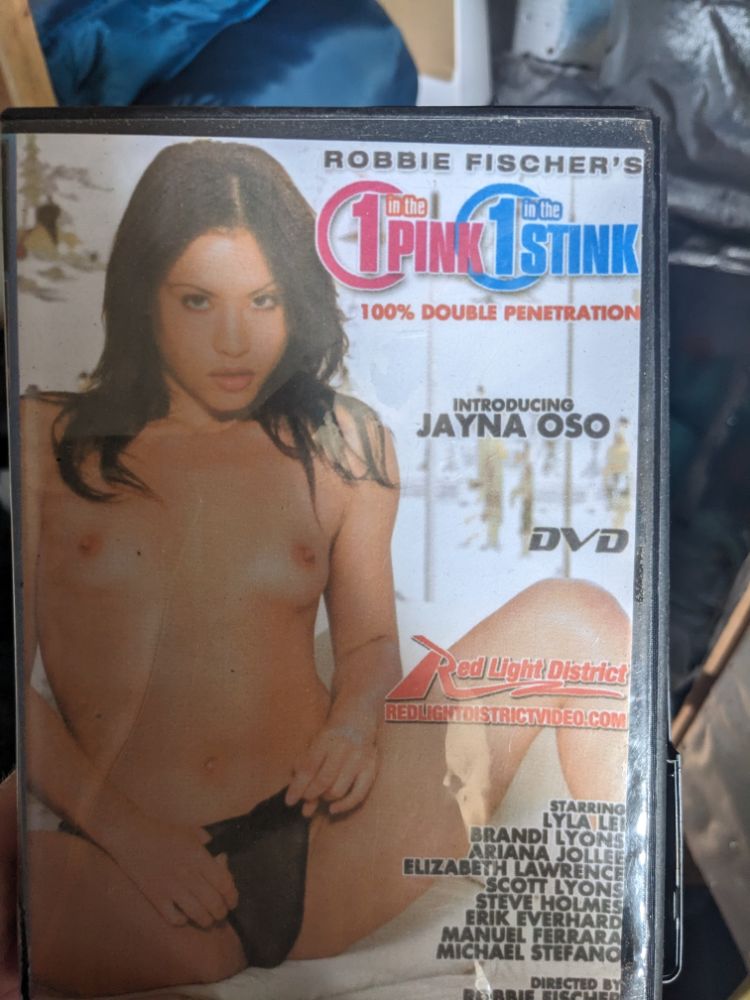 ROBBIE FISCHER'S
1 in the PINK 1 in the STINK
100% DOUBLE PENETRATION
INTRODUCING
JAYNA OSO
DVD
Red Light District
REDLIGHTDISTRICTVIDEO.COM
STARRING
LYLA LEI
BRANDI LYONS
ARIANA JOLLEE
ELIZABETH LAWRENCE
SCOTT LYONS
STEVE HOLMES
ERIK EVERHARD
MANUEL FERRARA
MICHAEL STEFANO
DIRECTED BY
ROBBIE FISCHER